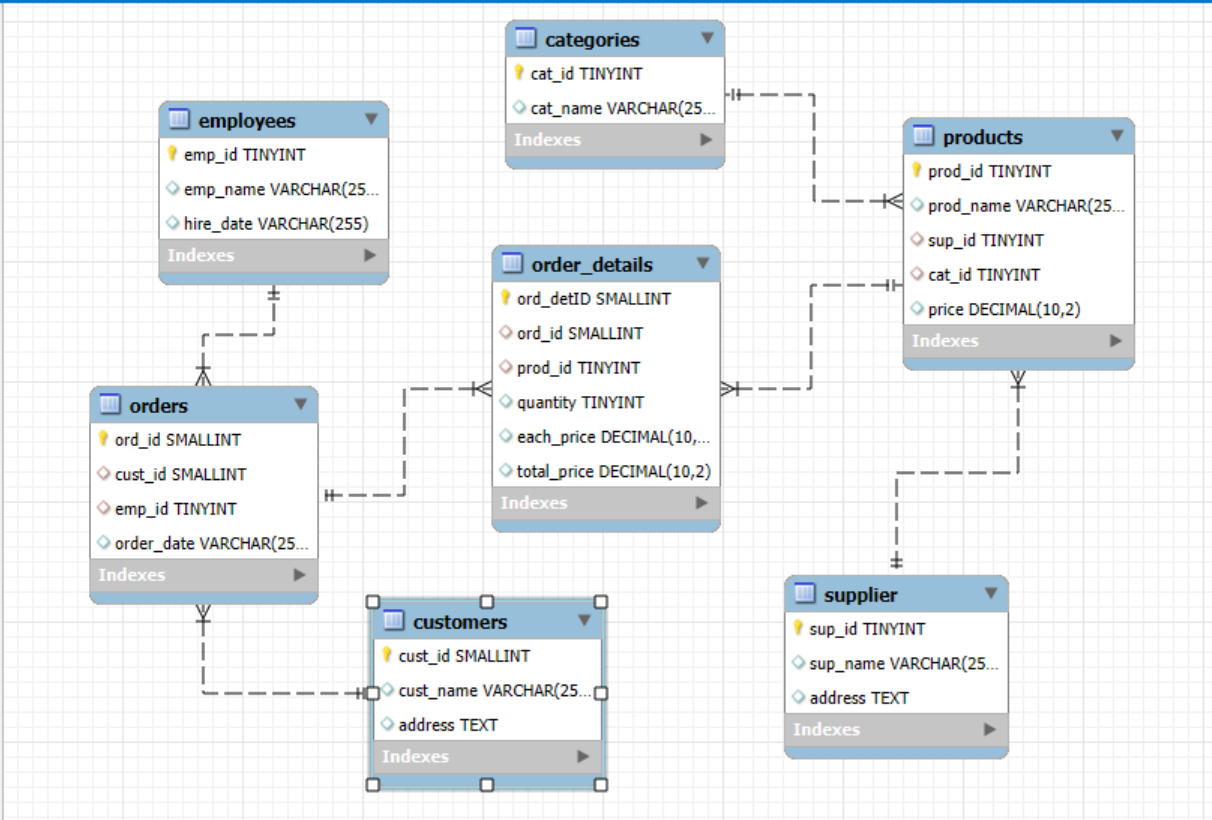 categories
cat_id TINYINT
cat_name VARCHAR(25...
Indexes
employees
emp_id TINYINT
emp_name VARCHAR(25...
hire_date VARCHAR(255)
Indexes
products
prod_id TINYINT
prod_name VARCHAR(25...
sup_id TINYINT
cat_id TINYINT
price DECIMAL(10,2)
Indexes
order_details
ord_detID SMALLINT
ord_id SMALLINT
prod_id TINYINT
quantity TINYINT
each_price DECIMAL(10,...
total_price DECIMAL(10,2)
Indexes
orders
ord_id SMALLINT
cust_id SMALLINT
emp_id TINYINT
order_date VARCHAR(25...
Indexes
customers
cust_id SMALLINT
cust_name VARCHAR(25...
address TEXT
Indexes
supplier
sup_id TINYINT
sup_name VARCHAR(25...
address TEXT
Indexes